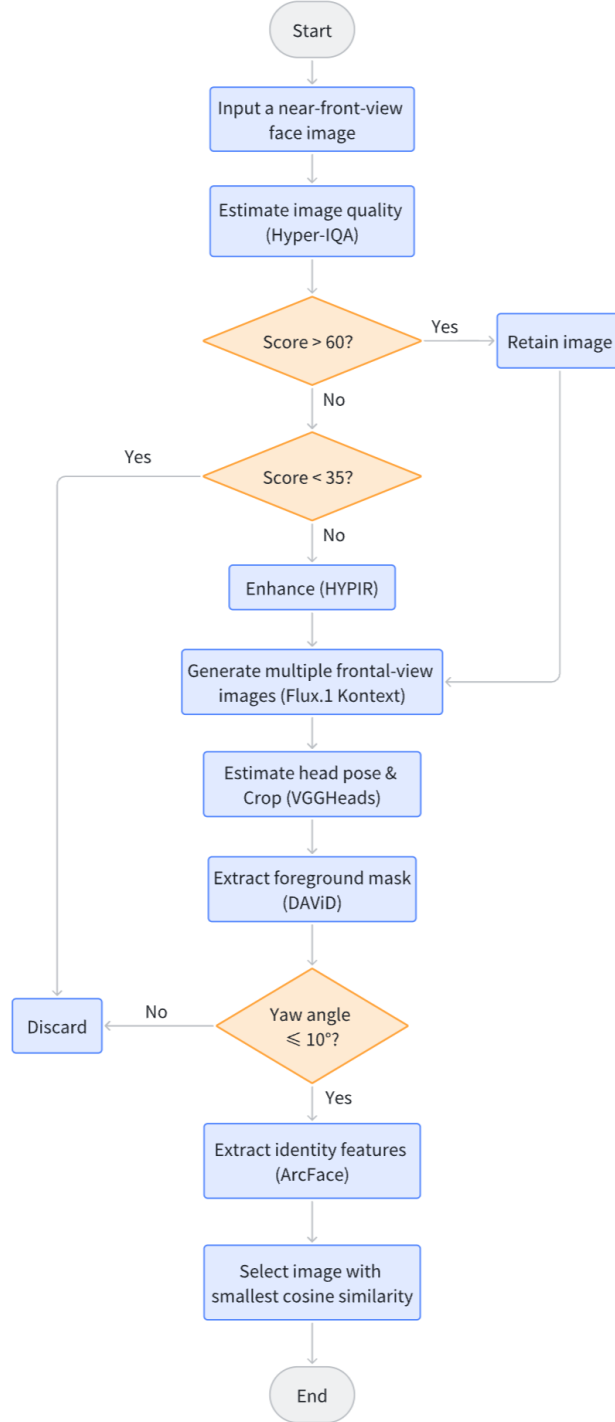 Start
Input a near-front-view
face image
Estimate image quality
(Hyper-IQA)
Score > 60?
Yes
Retain image
No
Score < 35?
Yes
No
Enhance (HYPIR)
Generate multiple frontal-view
images (Flux.1 Kontext)
Estimate head pose &
Crop (VGGHeads)
Extract foreground mask
(DAViD)
Yaw angle
⩽ 10°?
No
Discard
Yes
Extract identity features
(ArcFace)
Select image with
smallest cosine similarity
End